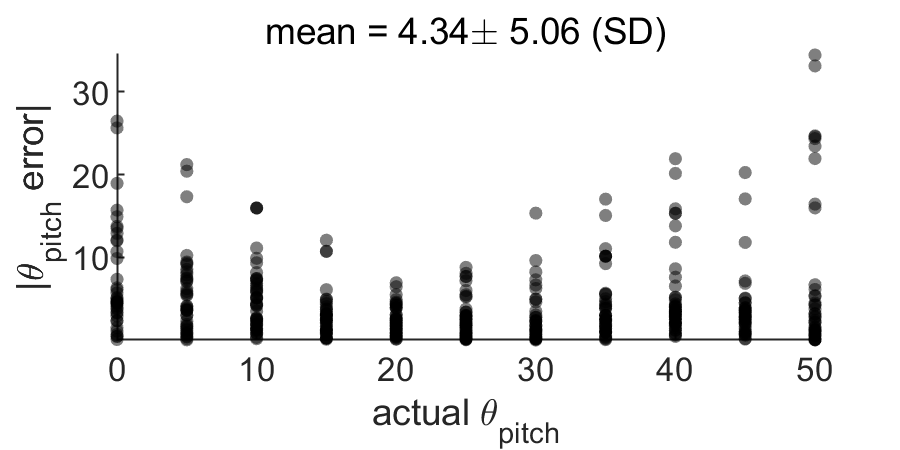 mean = 4.34± 5.06 (SD)
|θpitch error|
30
20
10
0 10 20 30 40 50
actual θpitch